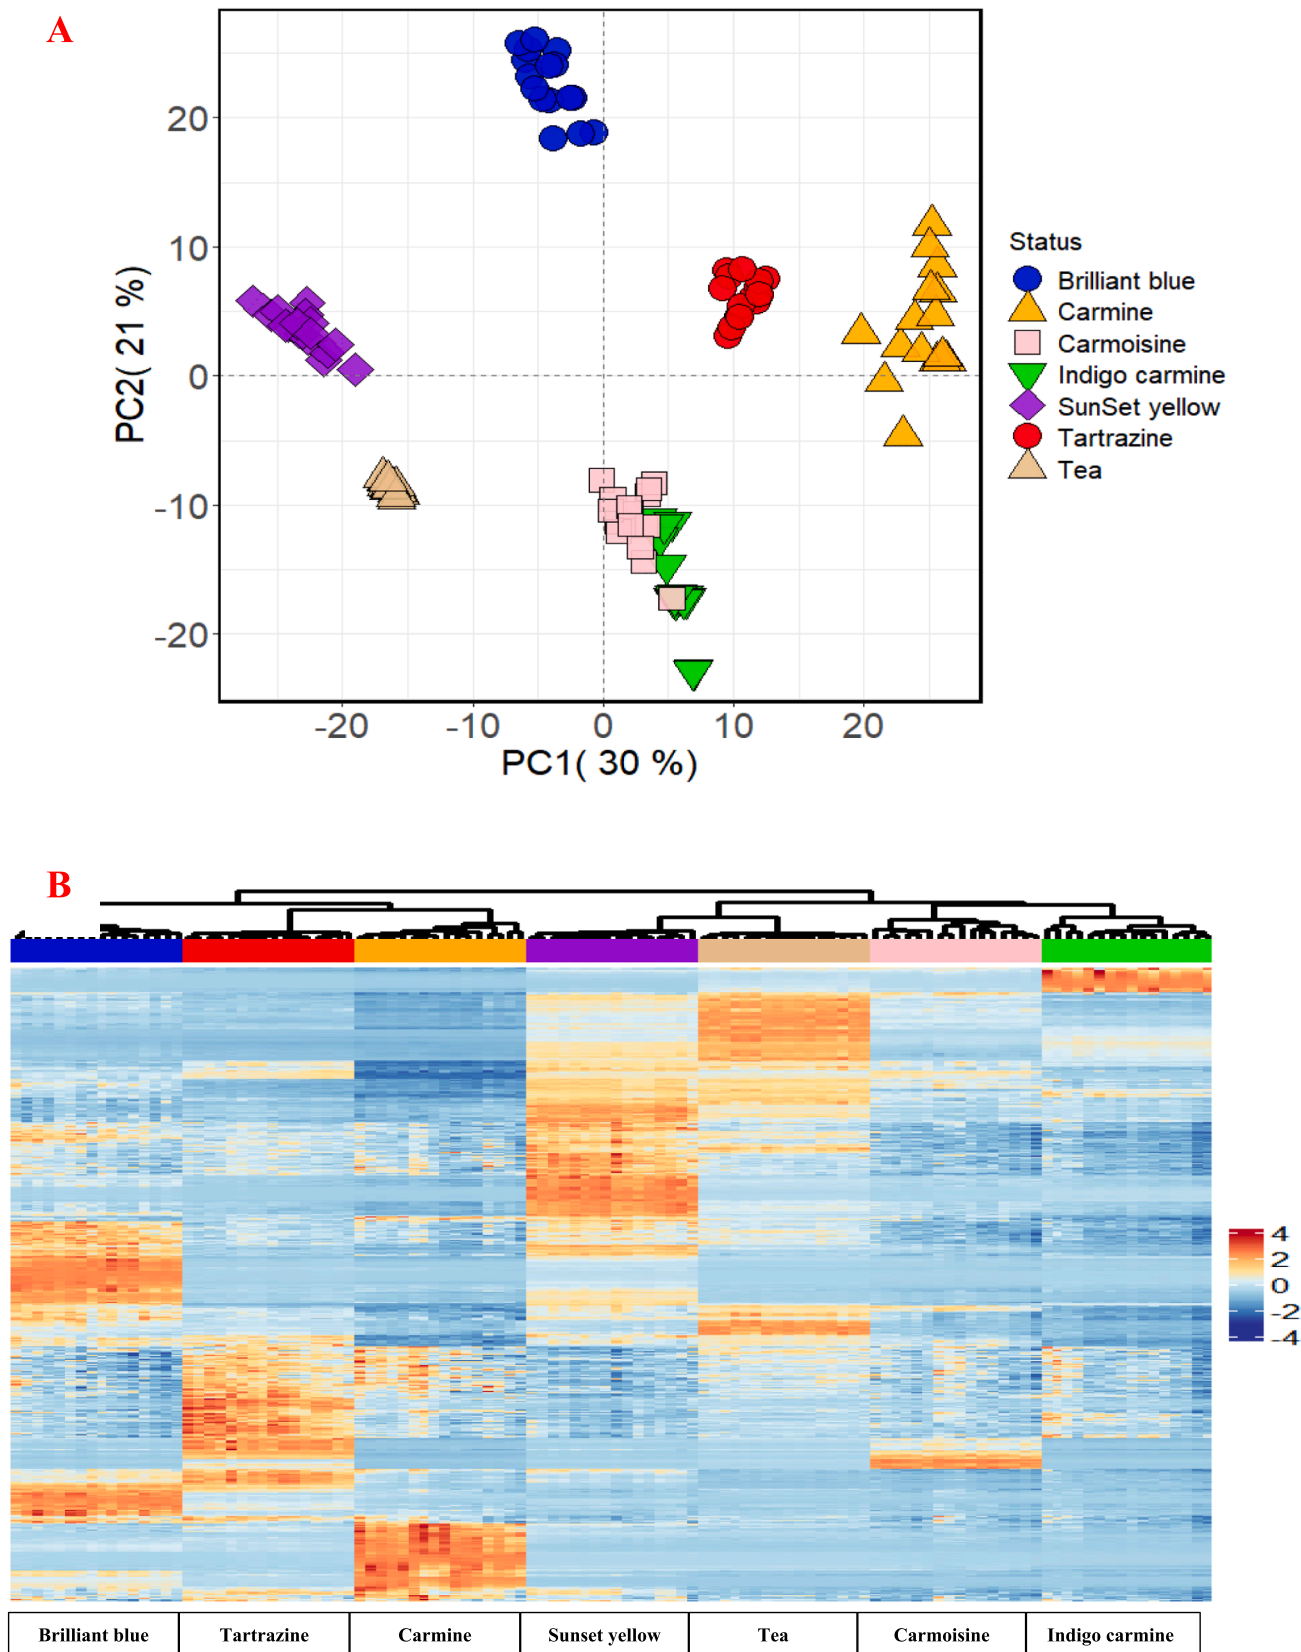 A
20
10
0
-10
-20
PC2( 21 %)
-20 -10 0 10 20
PC1( 30 %)
Status
Brilliant blue
Carmine
Carmoisine
Indigo carmine
SunSet yellow
Tartrazine
Tea
B
4
2
0
-2
-4
Brilliant blue Tartrazine Carmine Sunset yellow Tea Carmoisine Indigo carmine